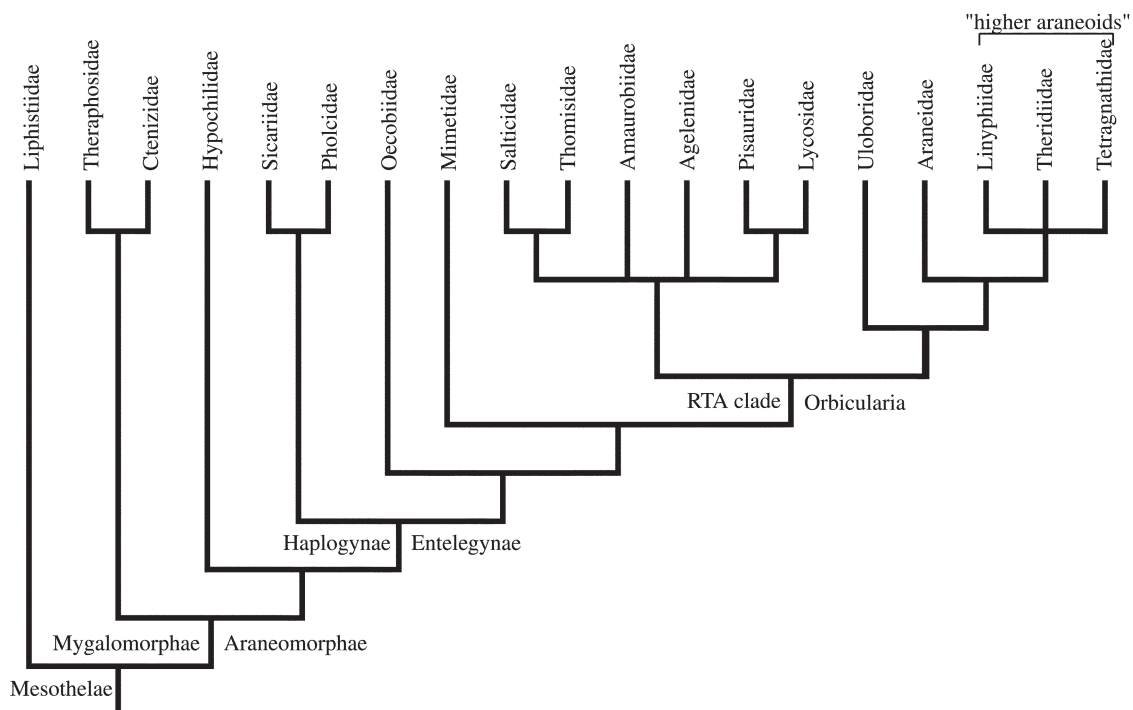 "higher araneoids"
Liphistiidae
Theraphosidae
Ctenizidae
Hypochilidae
Sicariidae
Pholcidae
Oecobiidae
Mimetidae
Salticidae
Thomisidae
Amaurobiidae
Agelenidae
Pisauridae
Lycosidae
Uloboridae
Araneidae
Linyphiidae
Theridiidae
Tetragnathidae
RTA clade
Orbicularia
Haplogynae
Entelegynae
Mygalomorphae
Araneomorphae
Mesothelae